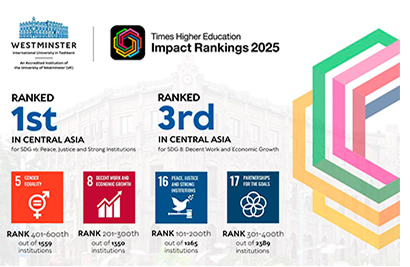 WESTMINSTER
International University in Tashkent
An Accredited Institution of
the University of Westminster (UK)
Times Higher Education
Impact Rankings 2025
RANKED
1st
IN CENTRAL ASIA
for SDG 16: Peace, Justice and Strong Institutions
RANKED
3rd
IN CENTRAL ASIA
for SDG 8: Decent Work and Economic Growth
5 GENDER
EQUALITY
RANK 401-600th
out of 1559
institutions
8 DECENT WORK AND
ECONOMIC GROWTH
RANK 201-300th
out of 1350
institutions
16 PEACE, JUSTICE
AND STRONG
INSTITUTIONS
RANK 101-200th
out of 1265
institutions
17 PARTNERSHIPS
FOR THE GOALS
RANK 301-400th
out of 2389
institutions